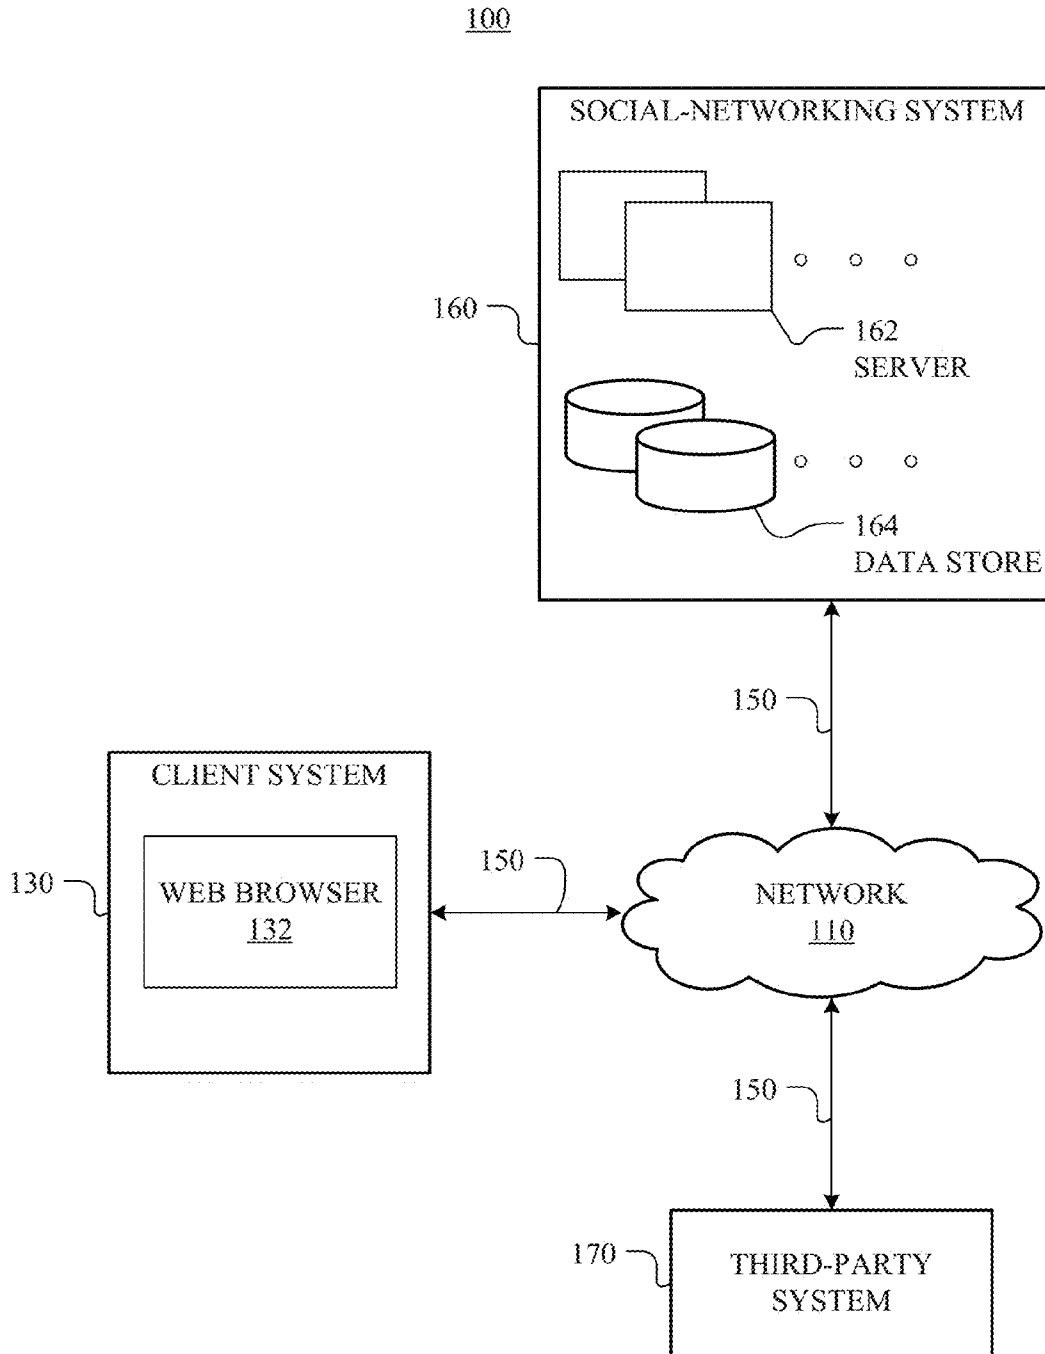 100
SOCIAL-NETWORKING SYSTEM
160
162
SERVER
164
DATA STORE
150
CLIENT SYSTEM
130
WEB BROWSER
132
150
NETWORK
110
150
170
THIRD-PARTY
SYSTEM